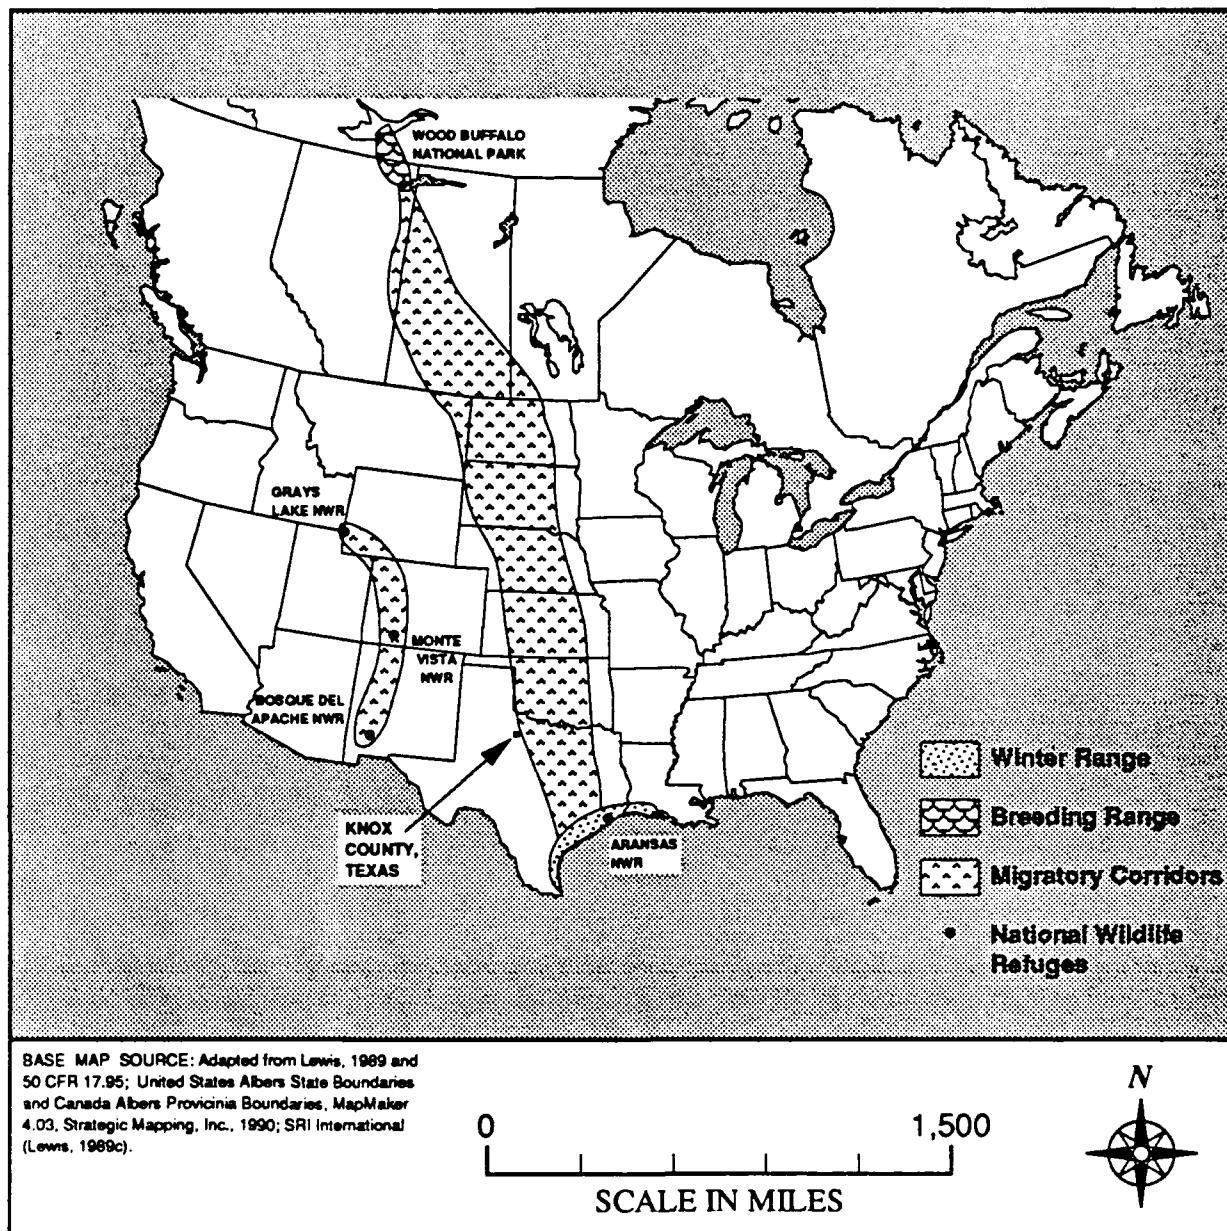 WOOD BUFFALO
NATIONAL PARK
GRAYS
LAKE NWR
MONTE
VISTA
NWR
BOSQUE DEL
APACHE NWR
KNOX
COUNTY,
TEXAS
ARANSAS
NWR
Winter Range
Breeding Range
Migratory Corridors
National Wildlife
Refuges
BASE MAP SOURCE: Adapted from Lewis, 1989 and
50 CFR 17.95; United States Albers State Boundaries
and Canada Albers Provicinia Boundaries, MapMaker
4.03, Strategic Mapping, Inc., 1990; SRI International
(Lewis, 1989c).
0 1,500
SCALE IN MILES
N